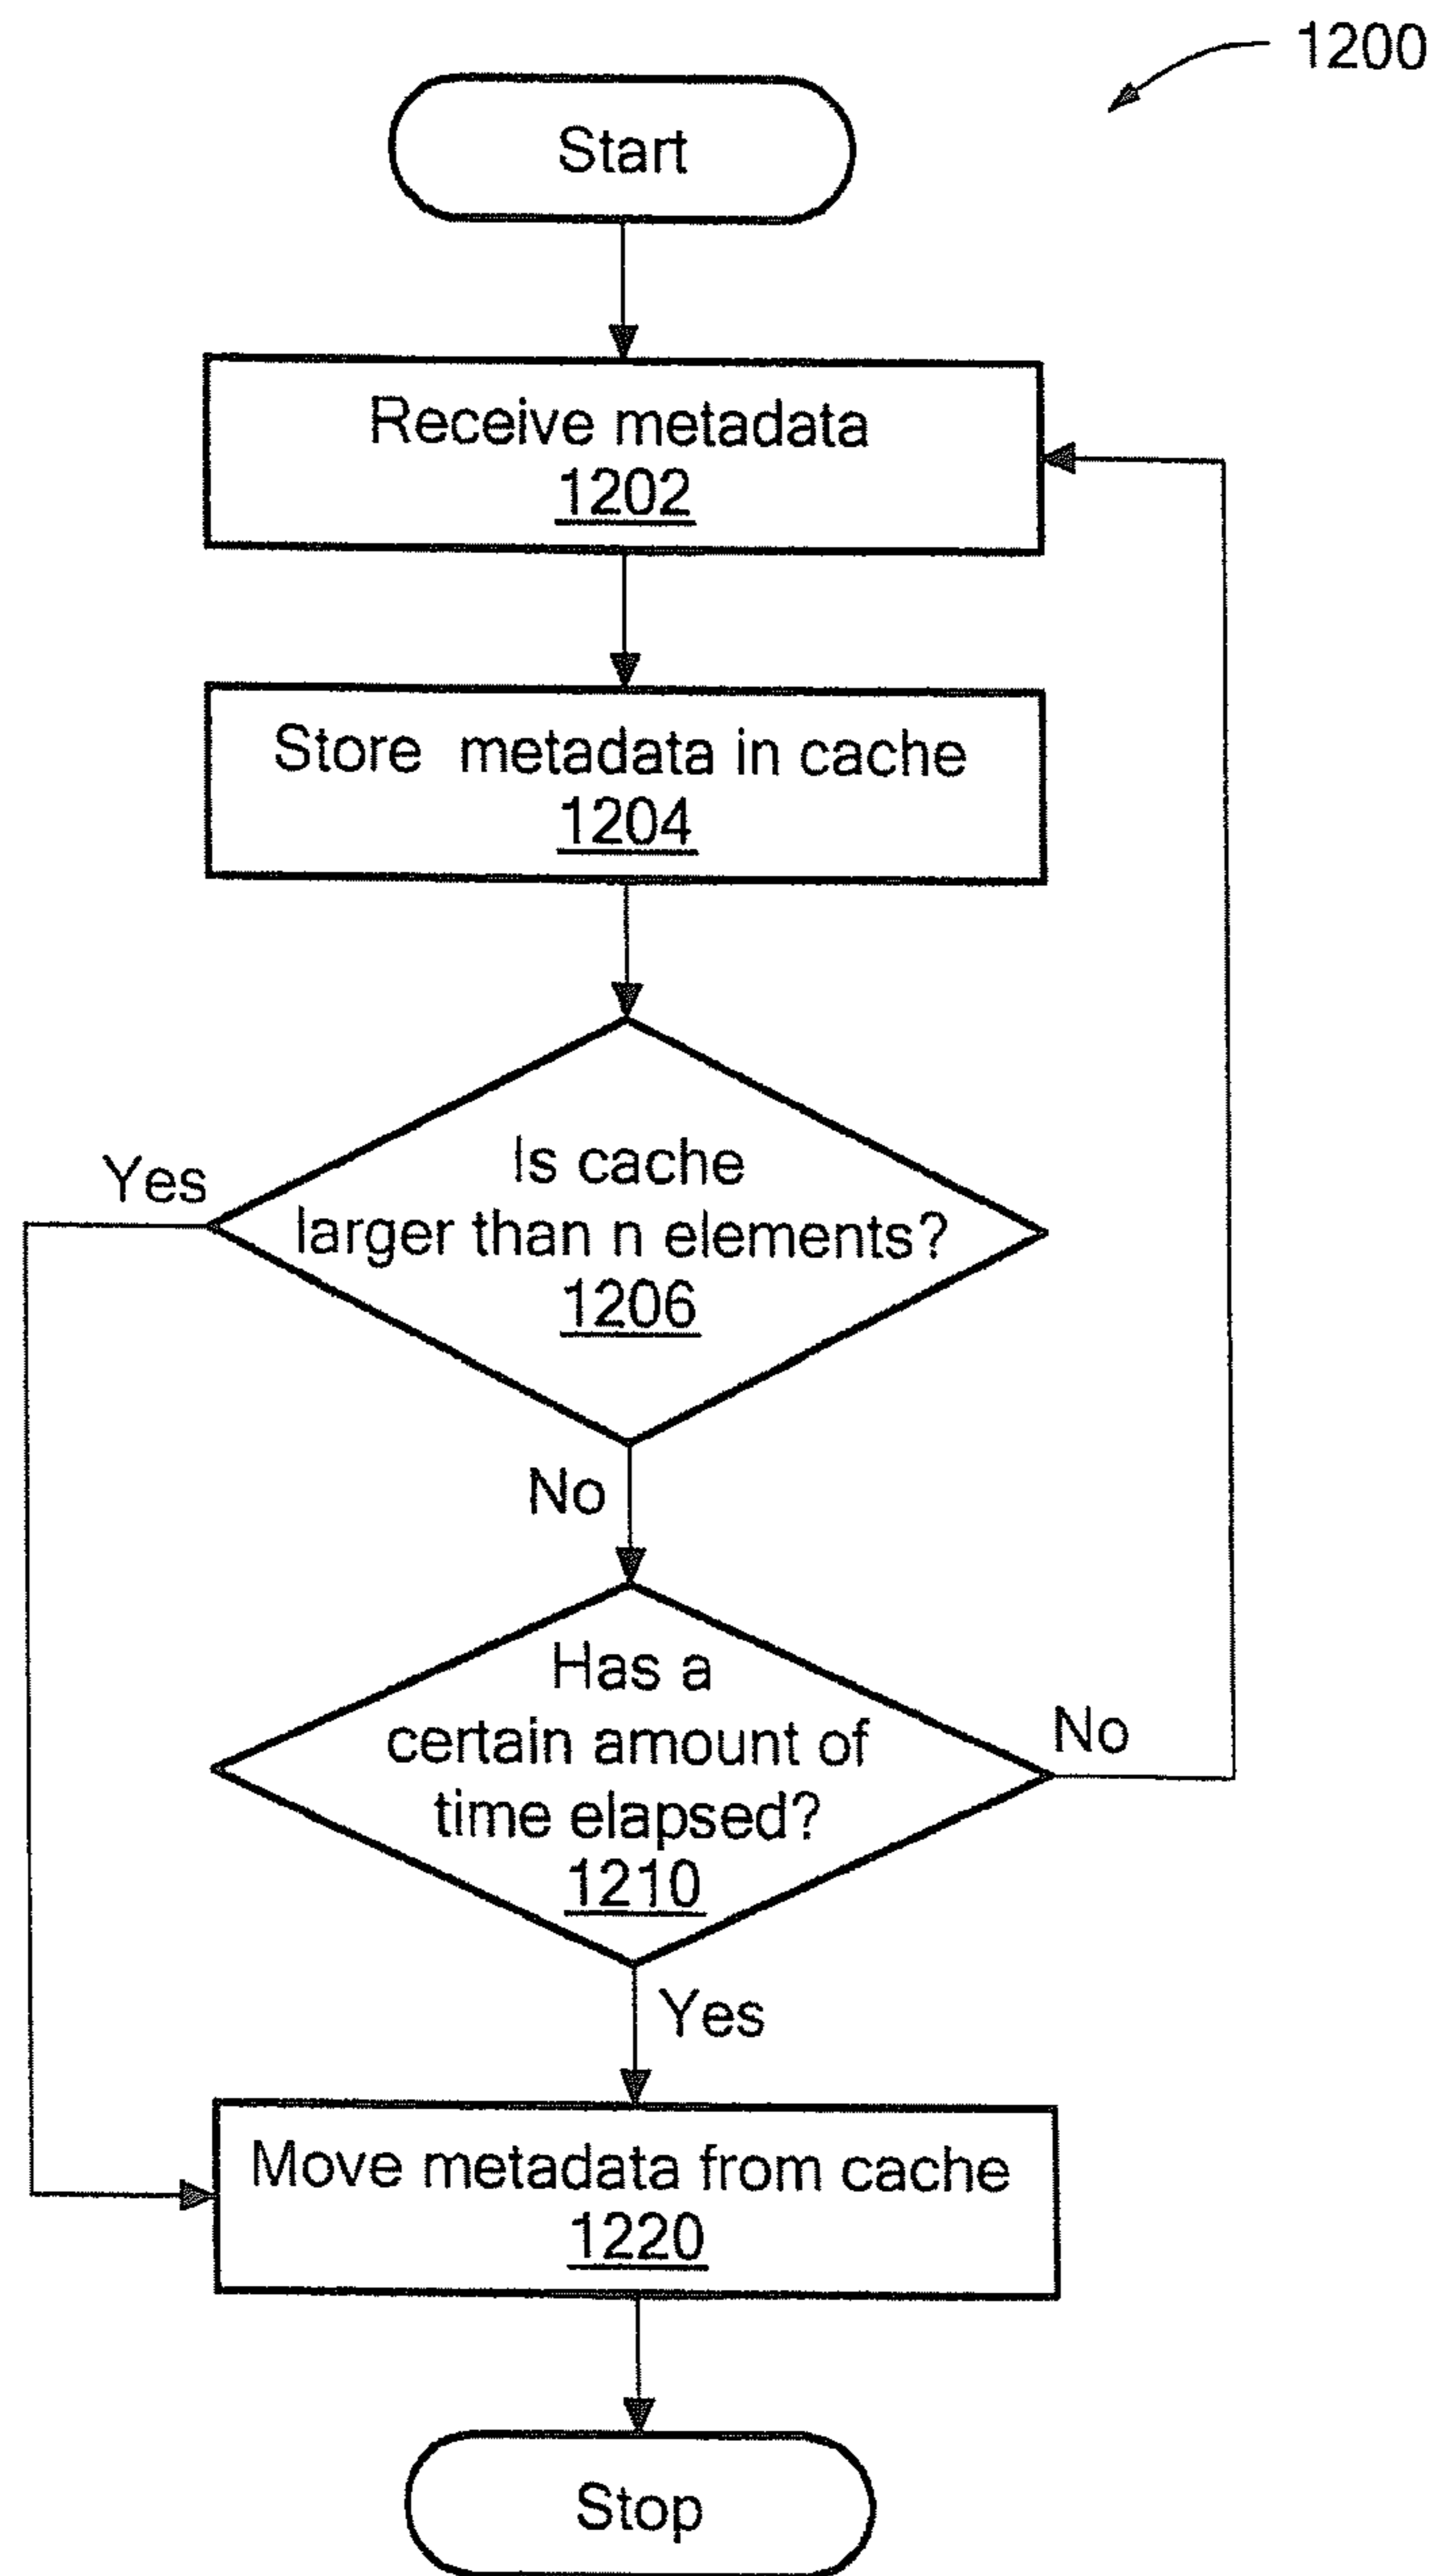 1200
Start
Receive metadata
1202
Store metadata in cache
1204
Is cache
larger than n elements?
1206
Yes
No
Has a
certain amount of
time elapsed?
1210
No
Yes
Move metadata from cache
1220
Stop